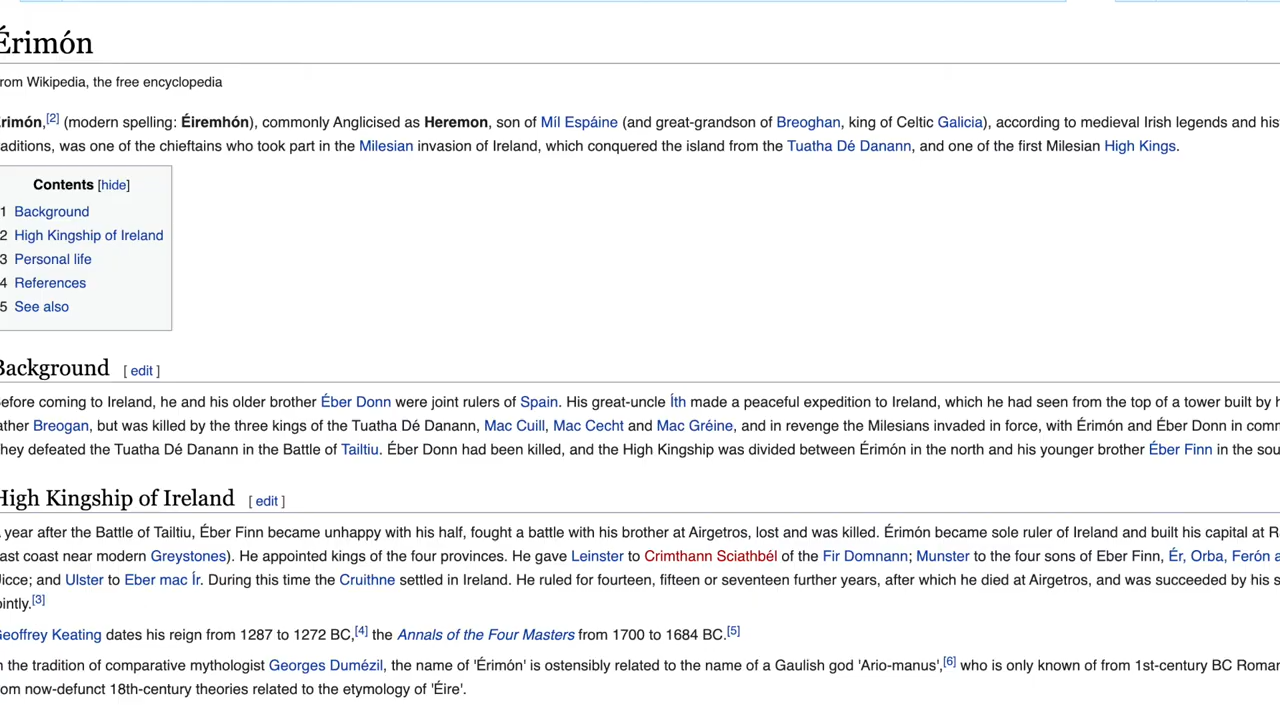 Érimón
rom Wikipedia, the free encyclopedia
rimón,[2] (modern spelling: Éiremhón), commonly Anglicised as Heremon, son of Míl Espáine (and great-grandson of Breoghan, king of Celtic Galicia), according to medieval Irish legends and his
aditions, was one of the chieftains who took part in the Milesian invasion of Ireland, which conquered the island from the Tuatha Dé Danann, and one of the first Milesian High Kings.
Contents [hide]
1 Background
2 High Kingship of Ireland
3 Personal life
4 References
5 See also
Background [ edit ]
efore coming to Ireland, he and his older brother Éber Donn were joint rulers of Spain. His great-uncle Íth made a peaceful expedition to Ireland, which he had seen from the top of a tower built by h
ather Breogan, but was killed by the three kings of the Tuatha Dé Danann, Mac Cuill, Mac Cecht and Mac Gréine, and in revenge the Milesians invaded in force, with Érimón and Éber Donn in comm
hey defeated the Tuatha Dé Danann in the Battle of Tailtiu. Éber Donn had been killed, and the High Kingship was divided between Érimón in the north and his younger brother Éber Finn in the sou
High Kingship of Ireland [ edit ]
year after the Battle of Tailtiu, Éber Finn became unhappy with his half, fought a battle with his brother at Airgetros, lost and was killed. Érimón became sole ruler of Ireland and built his capital at R
ast coast near modern Greystones). He appointed kings of the four provinces. He gave Leinster to Crimthann Sciathbél of the Fir Domnann; Munster to the four sons of Eber Finn, Ér, Orba, Ferón a
icce; and Ulster to Eber mac Ír. During this time the Cruithne settled in Ireland. He ruled for fourteen, fifteen or seventeen further years, after which he died at Airgetros, and was succeeded by his s
ointly.[3]
Geoffrey Keating dates his reign from 1287 to 1272 BC,[4] the Annals of the Four Masters from 1700 to 1684 BC.[5]
n the tradition of comparative mythologist Georges Dumézil, the name of 'Érimón' is ostensibly related to the name of a Gaulish god 'Ario-manus',[6] who is only known of from 1st-century BC Roman
om now-defunct 18th-century theories related to the etymology of 'Éire'.